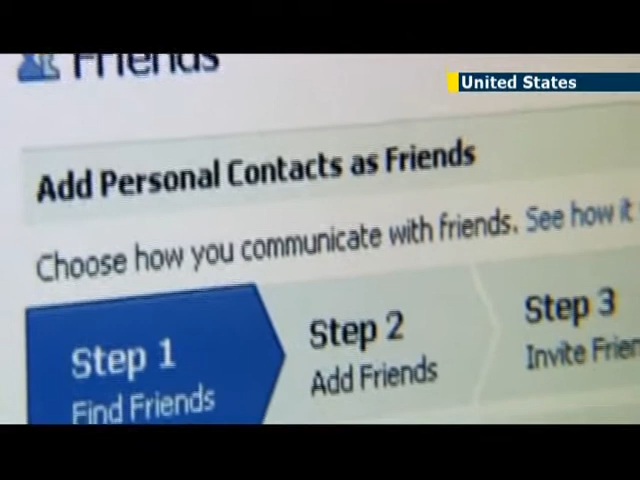 Friends
United States
Add Personal Contacts as Friends
Choose how you communicate with friends. See how it
Step 1
Find Friends
Step 2
Add Friends
Step 3
Invite